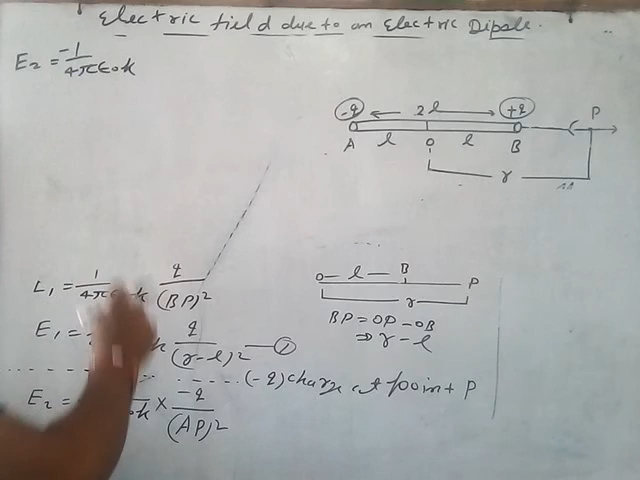 Electric field due to an Electric Dipole.
E₂ = -1/4πε₀k
-q ← 2l → +q P
A l O l B
r
E₁ = 1/4πε₀k q/(BP)²
O l B P
r
BP = OP - OB
⇒ r - l
E₁ = k q/(r-l)² — ①
(-q) charge at point P
E₂ = k × -q/(AP)²